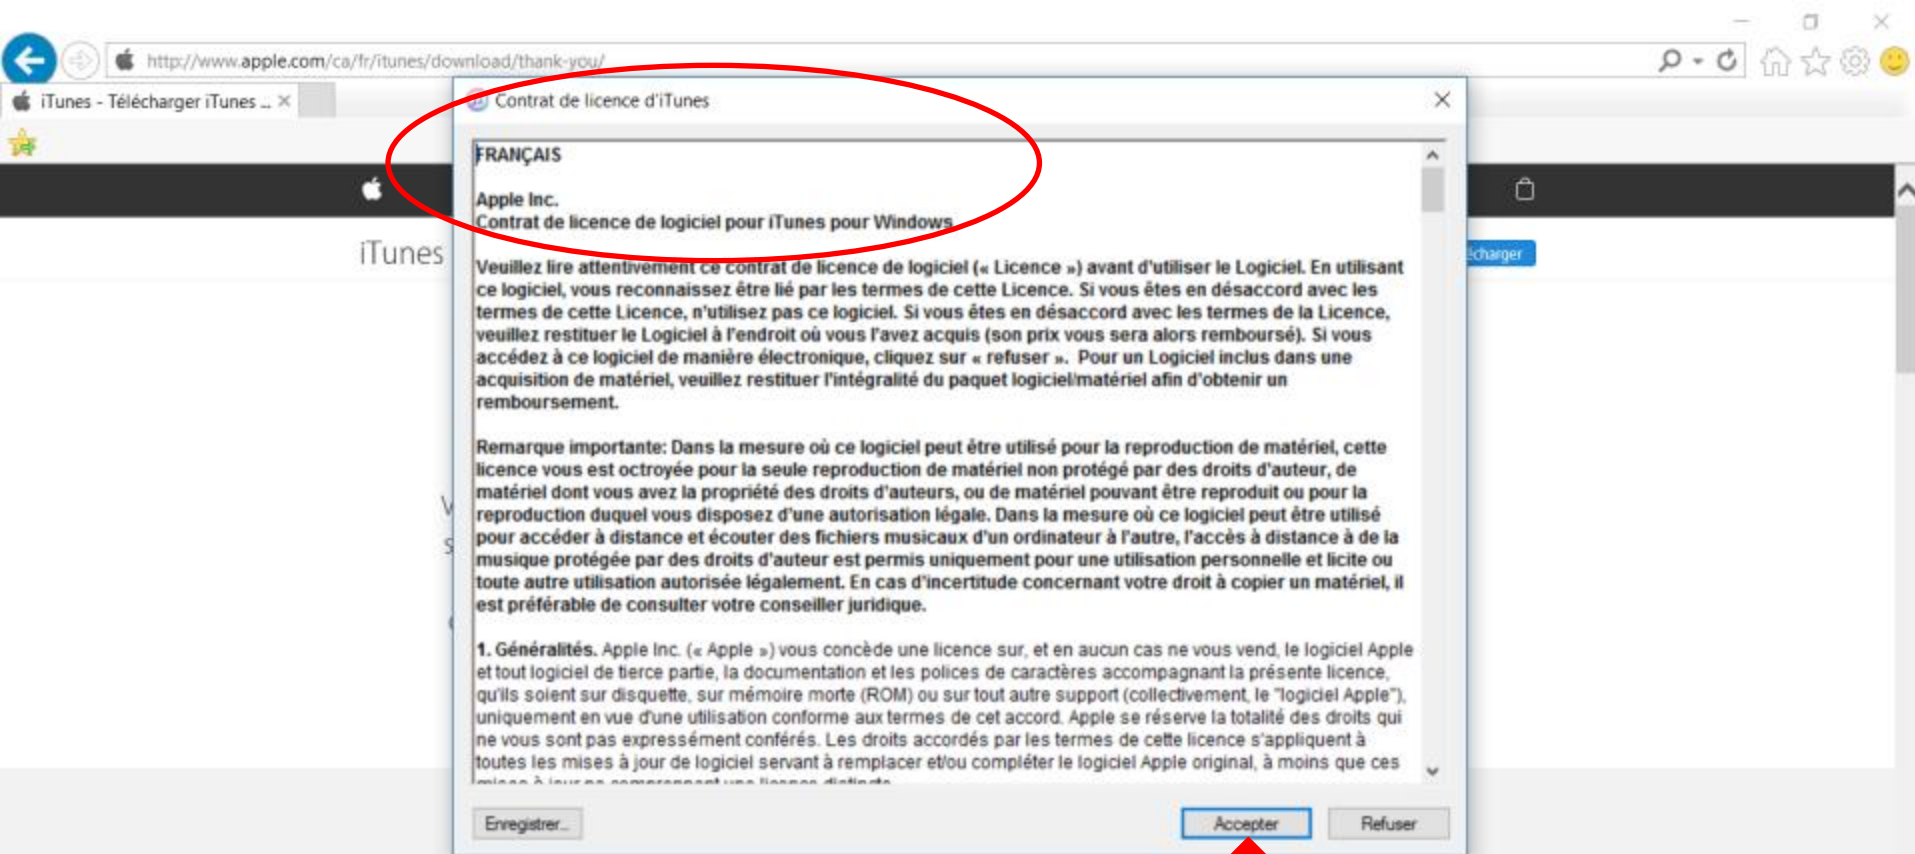 http://www.apple.com/ca/fr/itunes/download/thank-you/
iTunes - Télécharger iTunes ...
Contrat de licence d'iTunes
FRANÇAIS
Apple Inc.
Contrat de licence de logiciel pour iTunes pour Windows
iTunes
Veuillez lire attentivement ce contrat de licence de logiciel (« Licence ») avant d'utiliser le Logiciel. En utilisant
ce logiciel, vous reconnaissez être lié par les termes de cette Licence. Si vous êtes en désaccord avec les
termes de cette Licence, n'utilisez pas ce logiciel. Si vous êtes en désaccord avec les termes de la Licence,
veuillez restituer le Logiciel à l'endroit où vous l'avez acquis (son prix vous sera alors remboursé). Si vous
accédez à ce logiciel de manière électronique, cliquez sur « refuser ». Pour un Logiciel inclus dans une
acquisition de matériel, veuillez restituer l'intégralité du paquet logiciel/matériel afin d'obtenir un
remboursement.
Remarque importante: Dans la mesure où ce logiciel peut être utilisé pour la reproduction de matériel, cette
licence vous est octroyée pour la seule reproduction de matériel non protégé par des droits d'auteur, de
matériel dont vous avez la propriété des droits d'auteurs, ou de matériel pouvant être reproduit ou pour la
reproduction duquel vous disposez d'une autorisation légale. Dans la mesure où ce logiciel peut être utilisé
pour accéder à distance et écouter des fichiers musicaux d'un ordinateur à l'autre, l'accès à distance à de la
musique protégée par des droits d'auteur est permis uniquement pour une utilisation personnelle et licite ou
toute autre utilisation autorisée légalement. En cas d'incertitude concernant votre droit à copier un matériel, il
est préférable de consulter votre conseiller juridique.
1. Généralités. Apple Inc. (« Apple ») vous concède une licence sur, et en aucun cas ne vous vend, le logiciel Apple
et tout logiciel de tierce partie, la documentation et les polices de caractères accompagnant la présente licence,
qu'ils soient sur disquette, sur mémoire morte (ROM) ou sur tout autre support (collectivement, le "logiciel Apple"),
uniquement en vue d'une utilisation conforme aux termes de cet accord. Apple se réserve la totalité des droits qui
ne vous sont pas expressément conférés. Les droits accordés par les termes de cette licence s'appliquent à
toutes les mises à jour de logiciel servant à remplacer et/ou compléter le logiciel Apple original, à moins que ces
Enregistrer...
Accepter
Refuser